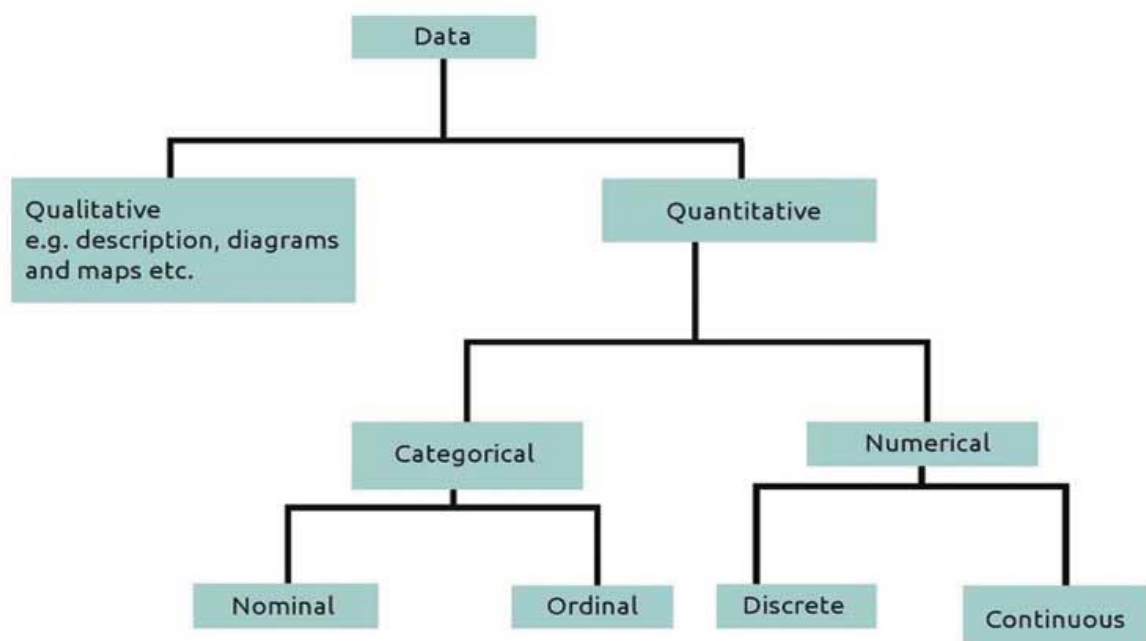 Data
Qualitative
e.g. description, diagrams
and maps etc.
Quantitative
Categorical
Numerical
Nominal
Ordinal
Discrete
Continuous